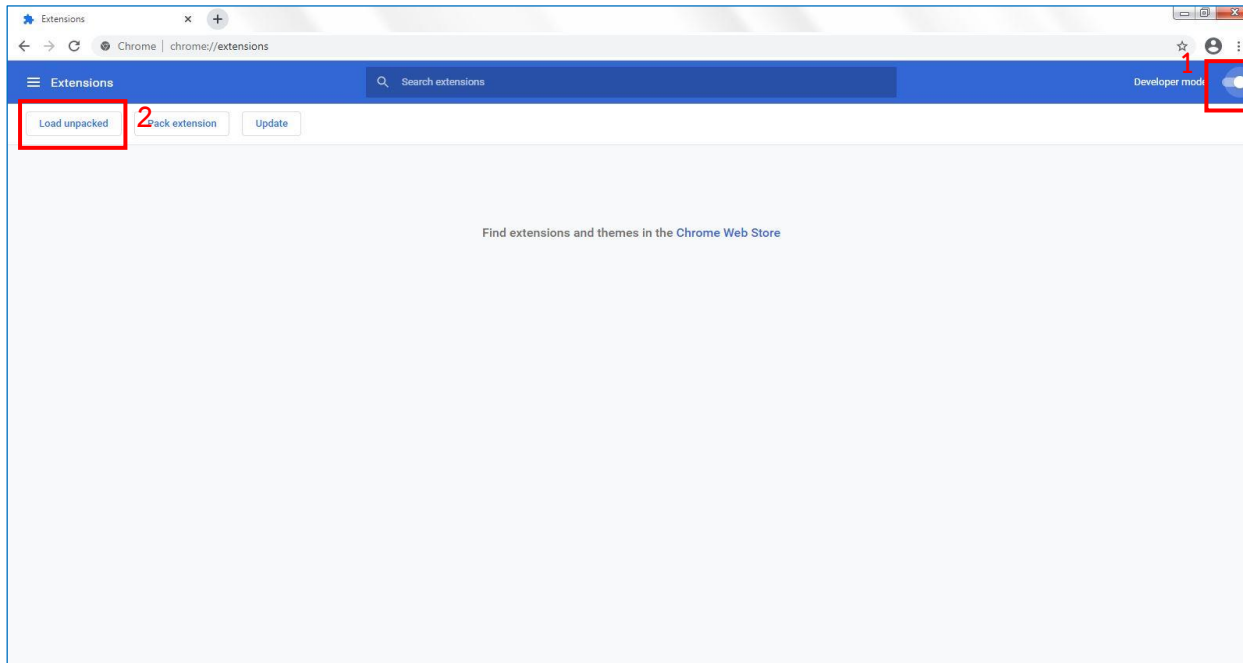 Extensions
Chrome | chrome://extensions
1
Extensions
Search extensions
Developer mode
Load unpacked
2
Pack extension
Update
Find extensions and themes in the Chrome Web Store